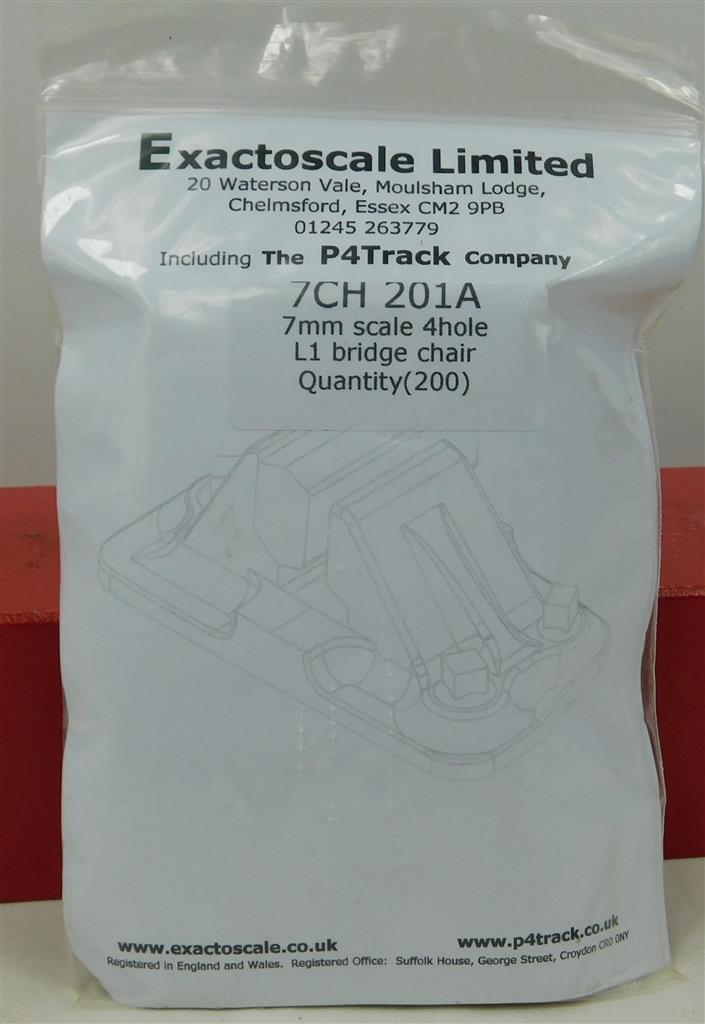 Exactoscale Limited
20 Waterson Vale, Moulsham Lodge,
Chelmsford, Essex CM2 9PB
01245 263779
Including The P4Track Company
7CH 201A
7mm scale 4hole
L1 bridge chair
Quantity(200)
www.exactoscale.co.uk www.p4track.co.uk
Registered in England and Wales. Registered Office: Suffolk House, George Street, Croydon CR0 0NY